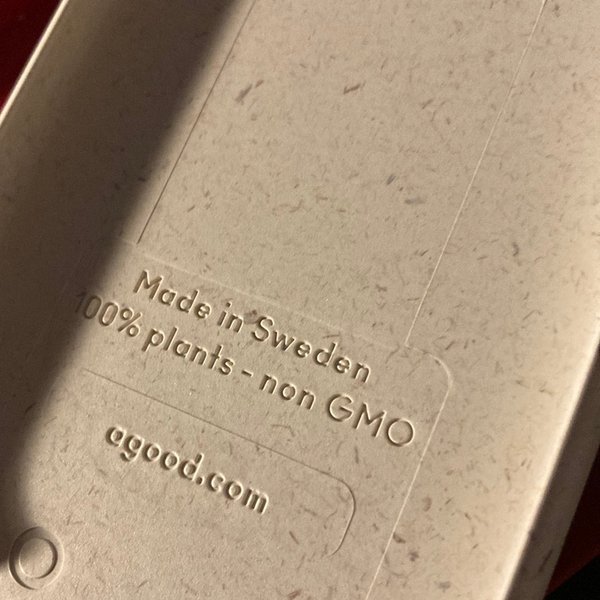 Made in Sweden
100% plants - non GMO
agood.com